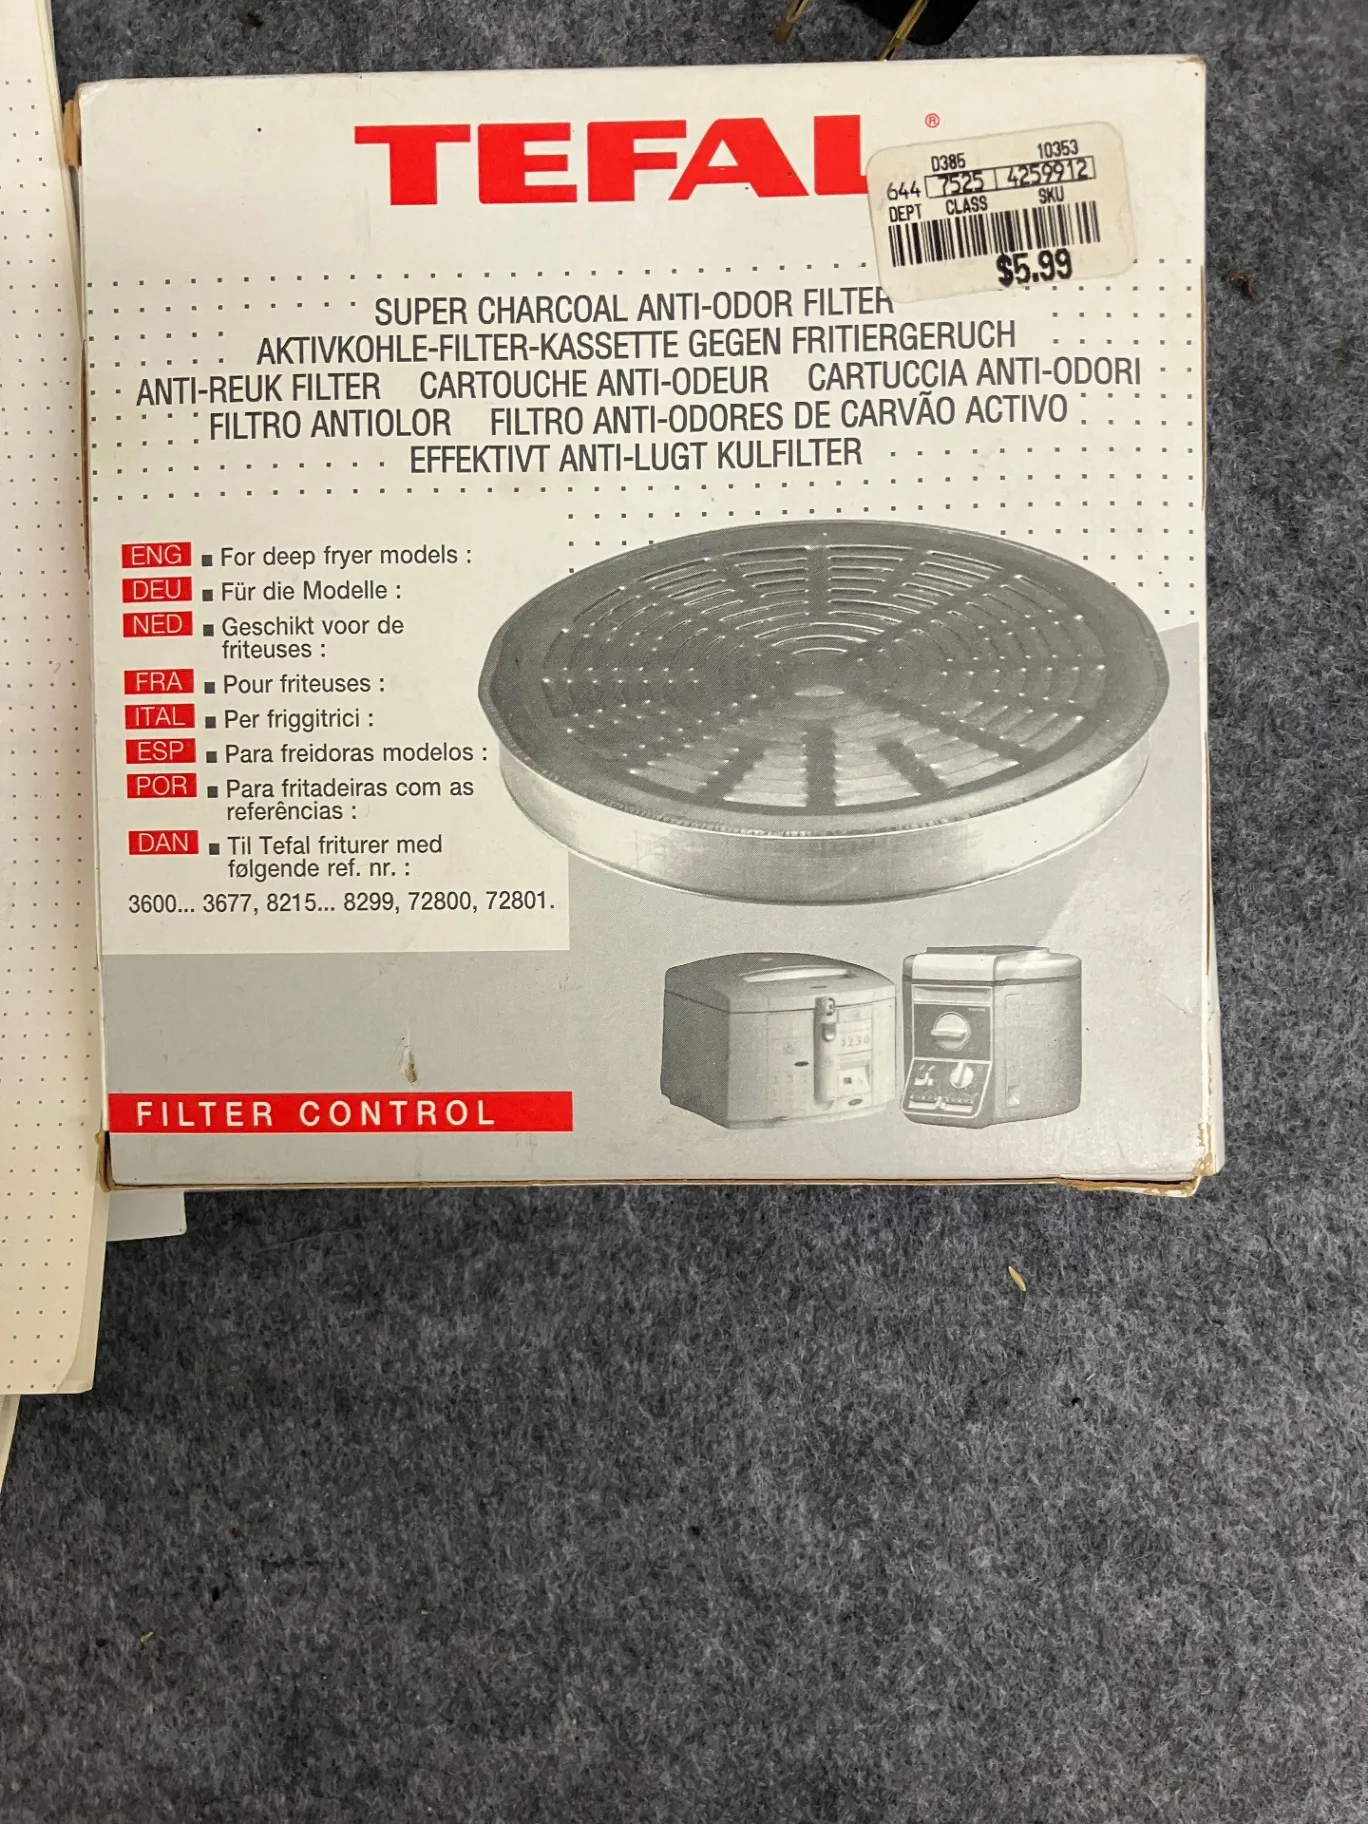 TEFAL®
D385 10353
644 7525 4259912
DEPT CLASS SKU
$5.99
SUPER CHARCOAL ANTI-ODOR FILTER
AKTIVKOHLE-FILTER-KASSETTE GEGEN FRITIERGERUCH
ANTI-REUK FILTER CARTOUCHE ANTI-ODEUR CARTUCCIA ANTI-ODORI
FILTRO ANTIOLOR FILTRO ANTI-ODORES DE CARVÃO ACTIVO
EFFEKTIVT ANTI-LUGT KULFILTER
ENG ■ For deep fryer models :
DEU ■ Für die Modelle :
NED ■ Geschikt voor de
friteuses :
FRA ■ Pour friteuses :
ITAL ■ Per friggitrici :
ESP ■ Para freidoras modelos :
POR ■ Para fritadeiras com as
referências :
DAN ■ Til Tefal friturer med
følgende ref. nr. :
3600... 3677, 8215... 8299, 72800, 72801.
FILTER CONTROL